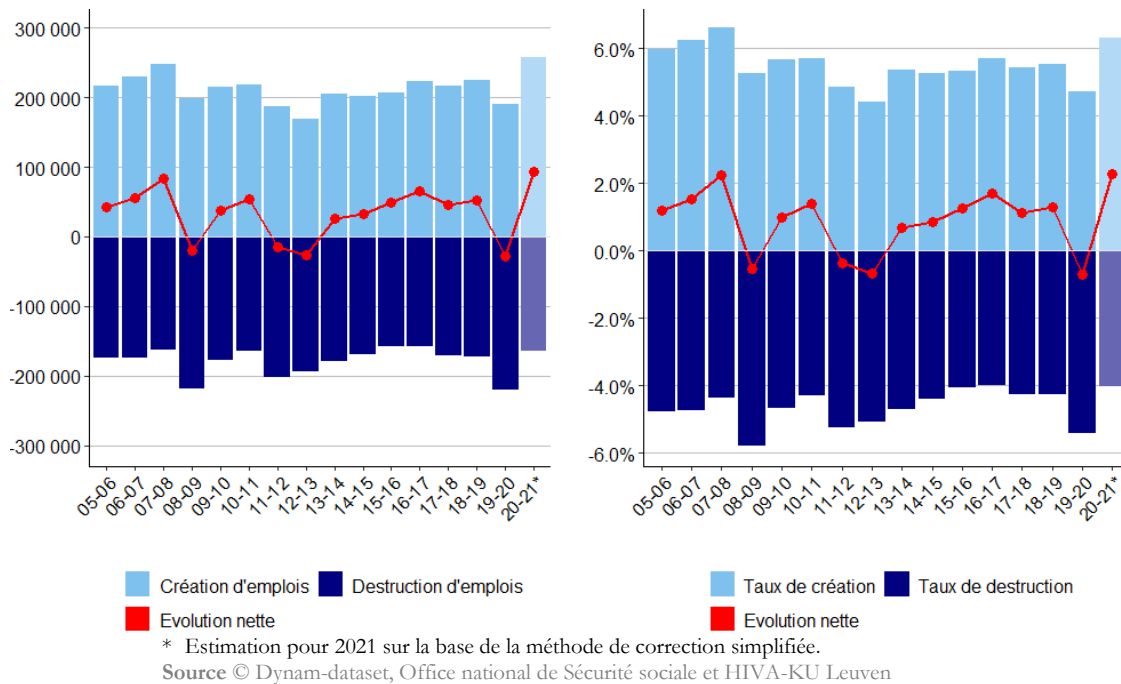 300 000
200 000
100 000
0
-100 000
-200 000
-300 000
05-06 06-07 07-08 08-09 09-10 10-11 11-12 12-13 13-14 14-15 15-16 16-17 17-18 18-19 19-20 20-21*
Création d'emplois Destruction d'emplois
Evolution nette
6.0%
4.0%
2.0%
0.0%
-2.0%
-4.0%
-6.0%
05-06 06-07 07-08 08-09 09-10 10-11 11-12 12-13 13-14 14-15 15-16 16-17 17-18 18-19 19-20 20-21*
Taux de création Taux de destruction
Evolution nette
* Estimation pour 2021 sur la base de la méthode de correction simplifiée.
Source © Dynam-dataset, Office national de Sécurité sociale et HIVA-KU Leuven